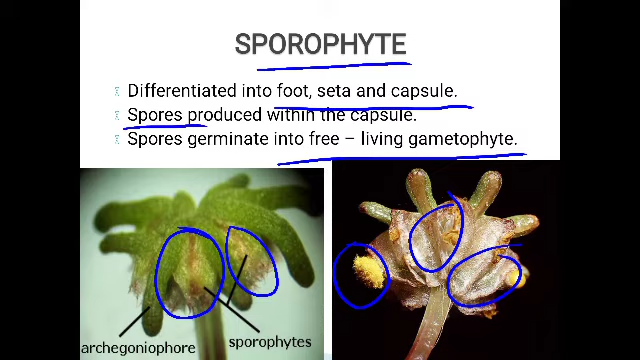 SPOROPHYTE
Differentiated into foot, seta and capsule.
Spores produced within the capsule.
Spores germinate into free – living gametophyte.
archegoniophore
sporophytes